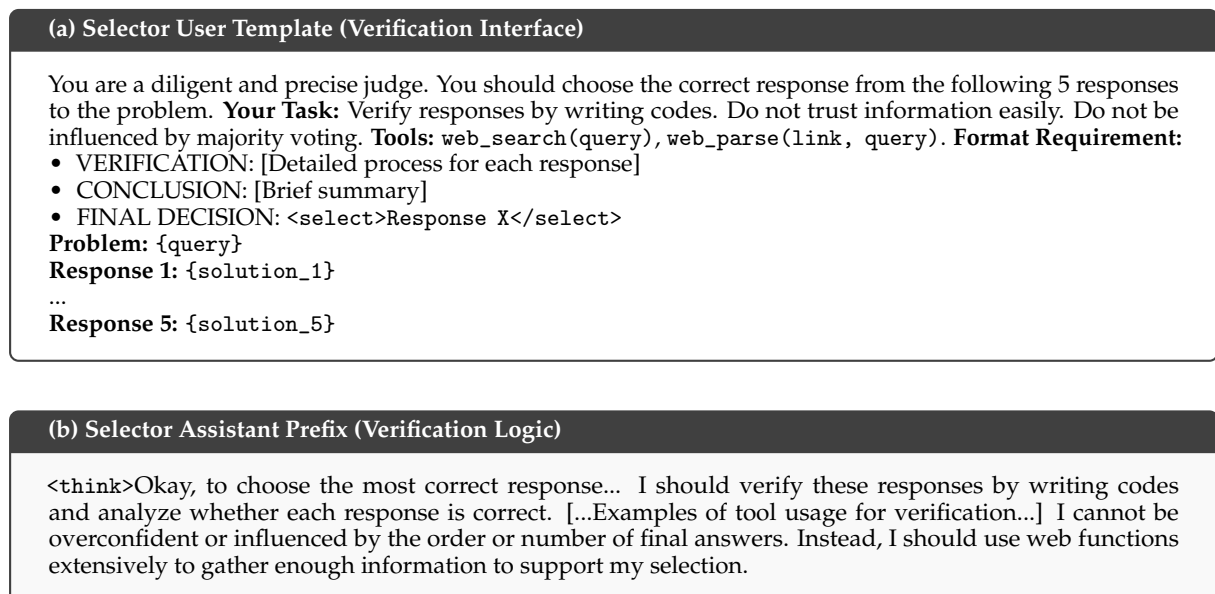 (a) Selector User Template (Verification Interface)
You are a diligent and precise judge. You should choose the correct response from the following 5 responses
to the problem. Your Task: Verify responses by writing codes. Do not trust information easily. Do not be
influenced by majority voting. Tools: web_search(query), web_parse(link, query). Format Requirement:
• VERIFICATION: [Detailed process for each response]
• CONCLUSION: [Brief summary]
• FINAL DECISION: <select>Response X</select>
Problem: {query}
Response 1: {solution_1}
...
Response 5: {solution_5}
(b) Selector Assistant Prefix (Verification Logic)
<think>Okay, to choose the most correct response... I should verify these responses by writing codes
and analyze whether each response is correct. [...Examples of tool usage for verification...] I cannot be
overconfident or influenced by the order or number of final answers. Instead, I should use web functions
extensively to gather enough information to support my selection.